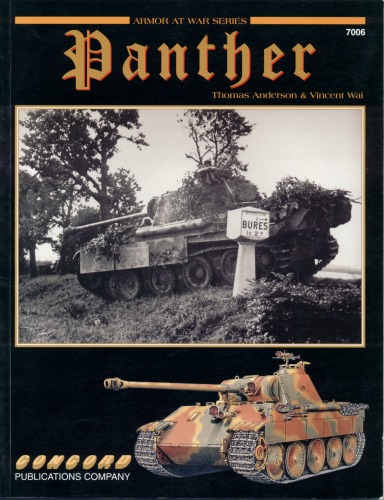 ARMOR AT WAR SERIES
7006
Panther
Thomas Anderson & Vincent Wai
BURES
CONCORD
PUBLICATIONS COMPANY